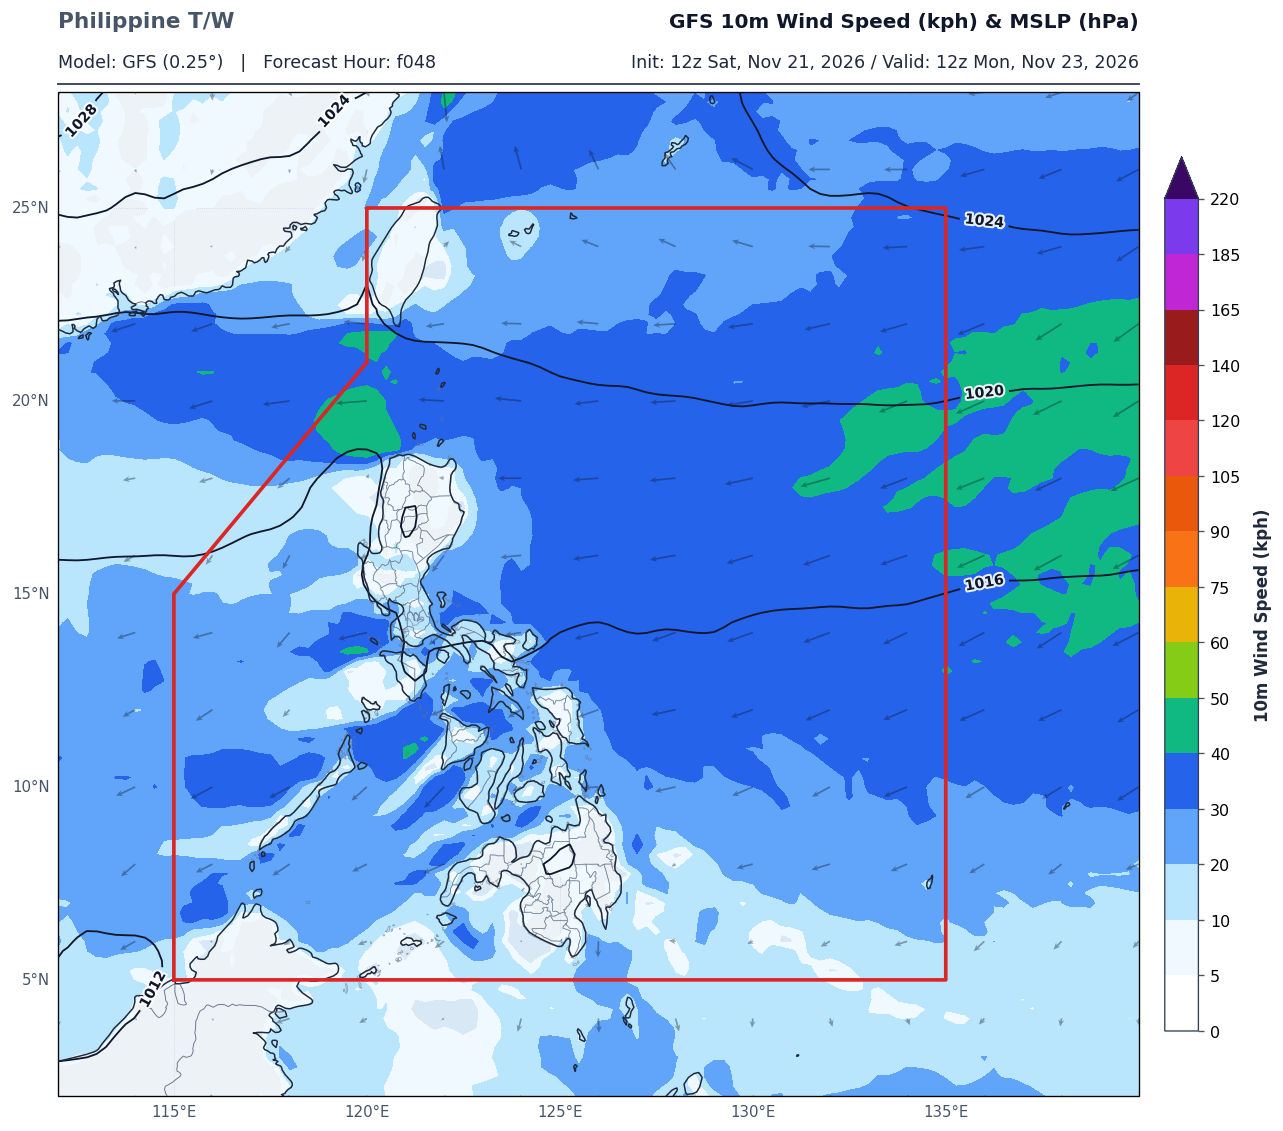 Philippine T/W
GFS 10m Wind Speed (kph) & MSLP (hPa)
Model: GFS (0.25°)   |   Forecast Hour: f048
Init: 12z Sat, Nov 21, 2026 / Valid: 12z Mon, Nov 23, 2026
1028
1024
1024
1020
1016
1012
25°N
20°N
15°N
10°N
5°N
115°E
120°E
125°E
130°E
135°E
220
185
165
140
120
105
90
75
60
50
40
30
20
10
5
0
10m Wind Speed (kph)